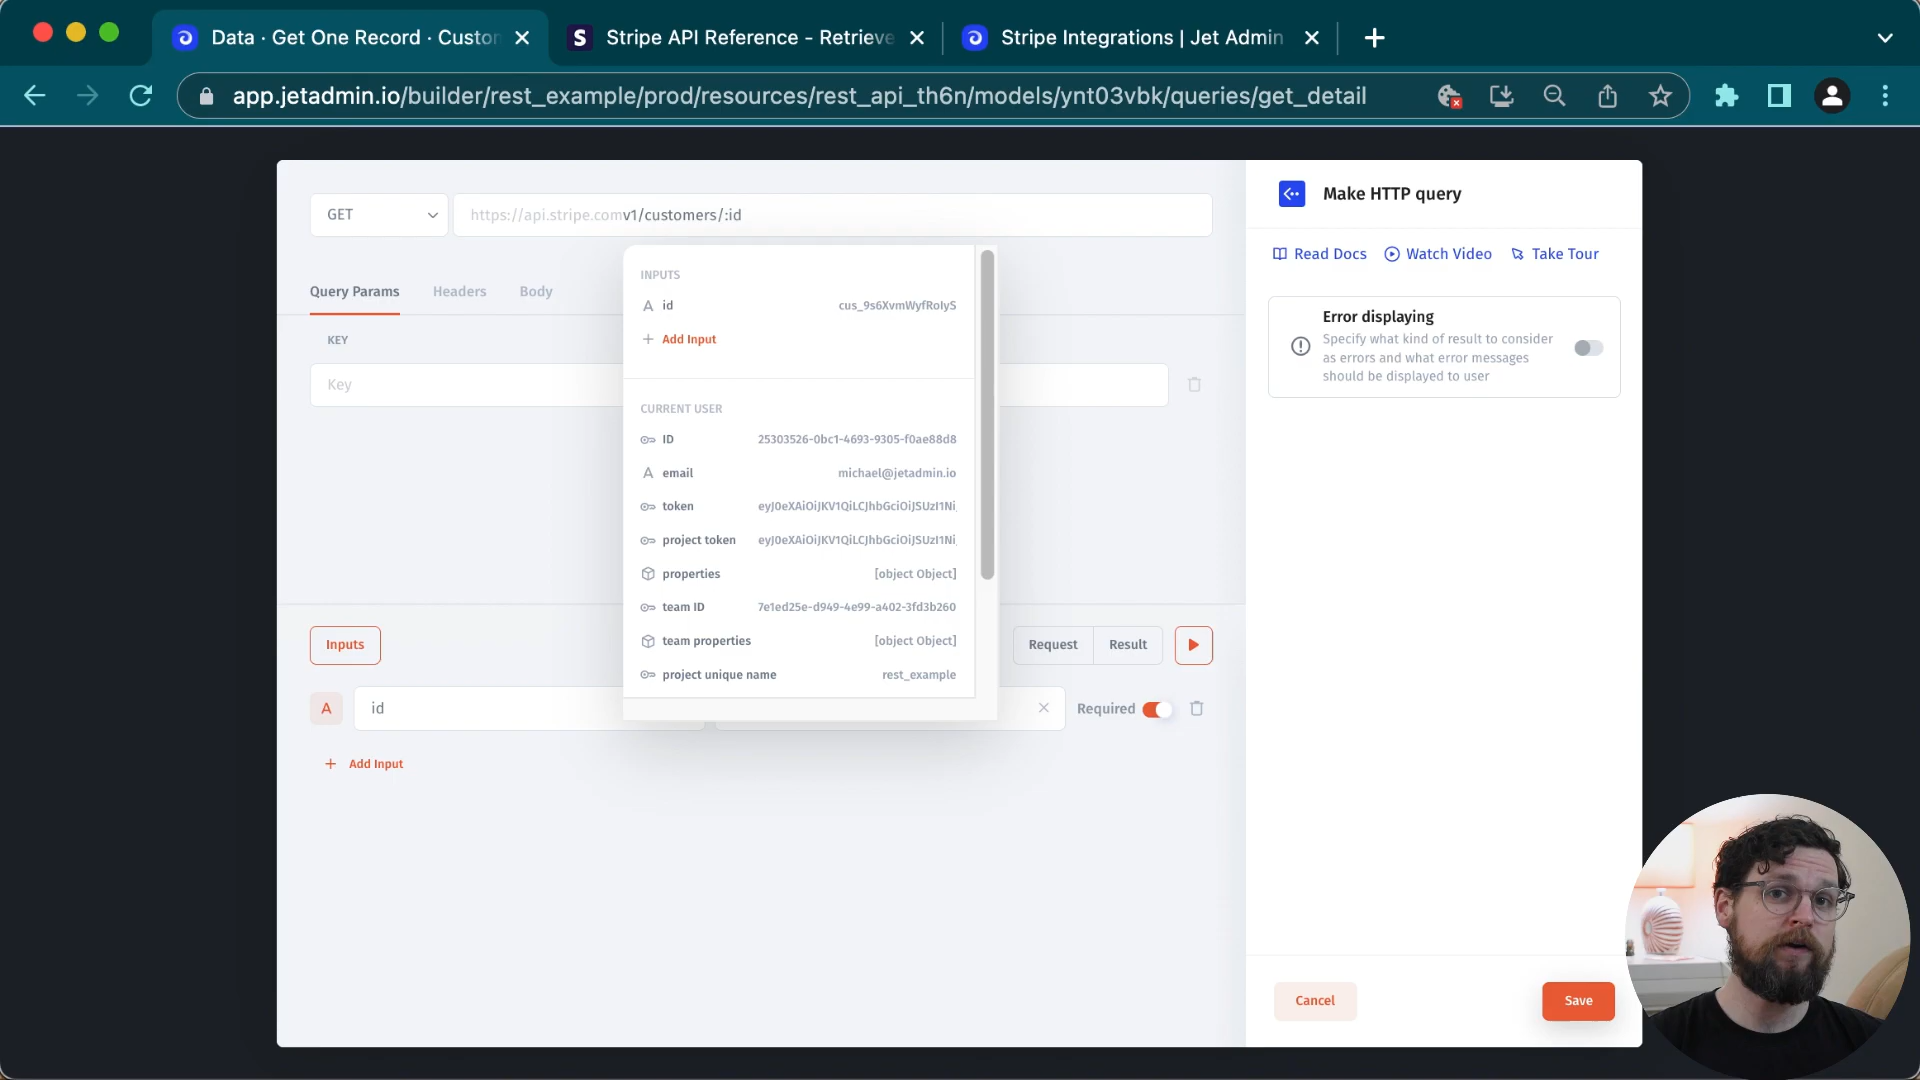 Data · Get One Record · Custon
Stripe API Reference - Retrieve
Stripe Integrations | Jet Admin
app.jetadmin.io/builder/rest_example/prod/resources/rest_api_th6n/models/ynt03vbk/queries/get_detail
GET
https://api.stripe.comv1/customers/:id
Make HTTP query
Read Docs
Watch Video
Take Tour
Query Params
Headers
Body
INPUTS
id
cus_9s6XvmWyfRoIyS
Add Input
Error displaying
Specify what kind of result to consider
as errors and what error messages
should be displayed to user
KEY
Key
CURRENT USER
ID
25303526-0bc1-4693-9305-f0ae88d8
email
michael@jetadmin.io
token
eyJ0eXAiOiJKV1QiLCJhbGciOiJSUzI1Ni
project token
eyJ0eXAiOiJKV1QiLCJhbGciOiJSUzI1Ni
properties
[object Object]
team ID
7e1ed25e-d949-4e99-a402-3fd3b260
team properties
[object Object]
project unique name
rest_example
Inputs
Request
Result
A
id
Required
Add Input
Cancel
Save